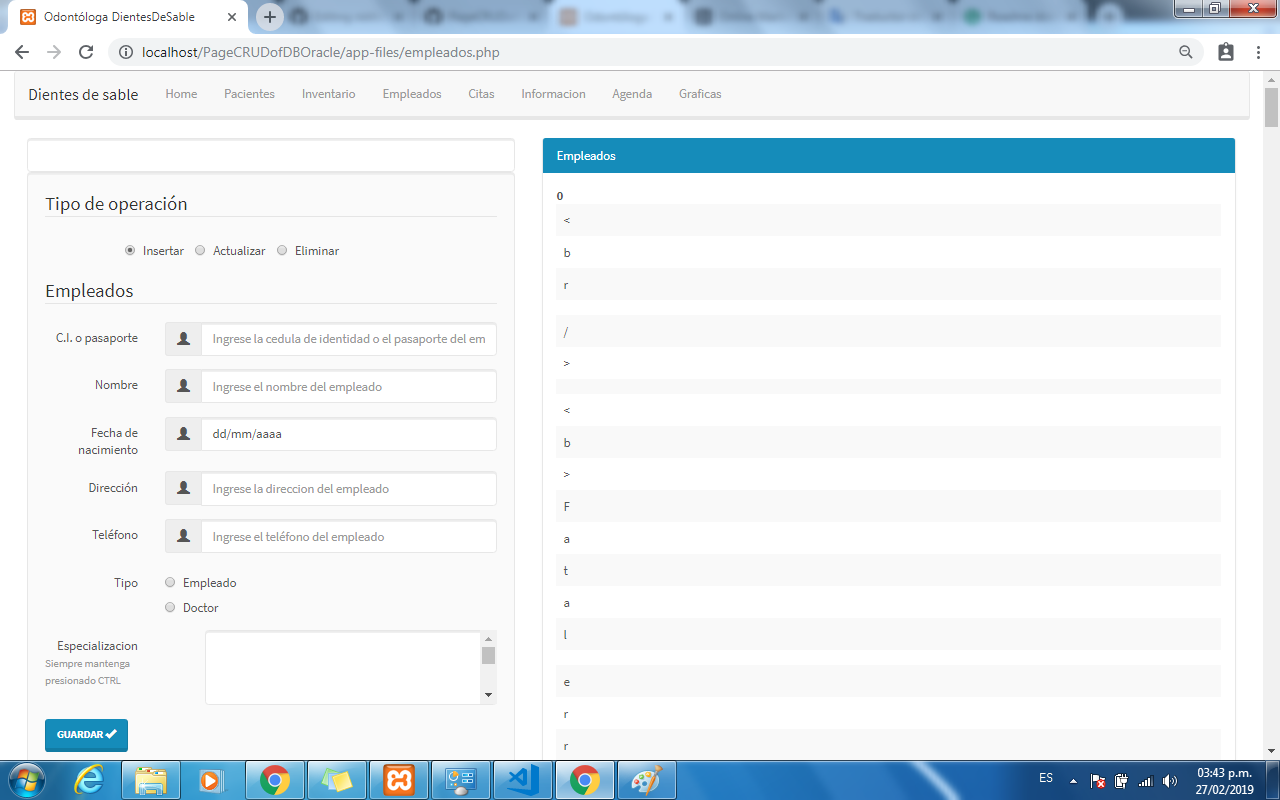 Odontóloga DientesDeSable
localhost/PageCRUDofDBOracle/app-files/empleados.php
Dientes de sable Home Pacientes Inventario Empleados Citas Informacion Agenda Graficas
Tipo de operación
Insertar Actualizar Eliminar
Empleados
C.I. o pasaporte Ingrese la cedula de identidad o el pasaporte del em
Nombre Ingrese el nombre del empleado
Fecha de nacimiento dd/mm/aaaa
Dirección Ingrese la direccion del empleado
Teléfono Ingrese el teléfono del empleado
Tipo Empleado
Doctor
Especializacion
Siempre mantenga
presionado CTRL
GUARDAR
Empleados
0
<
b
r
/
>
<
b
>
F
a
t
a
l
e
r
r
ES
03:43 p.m.
27/02/2019